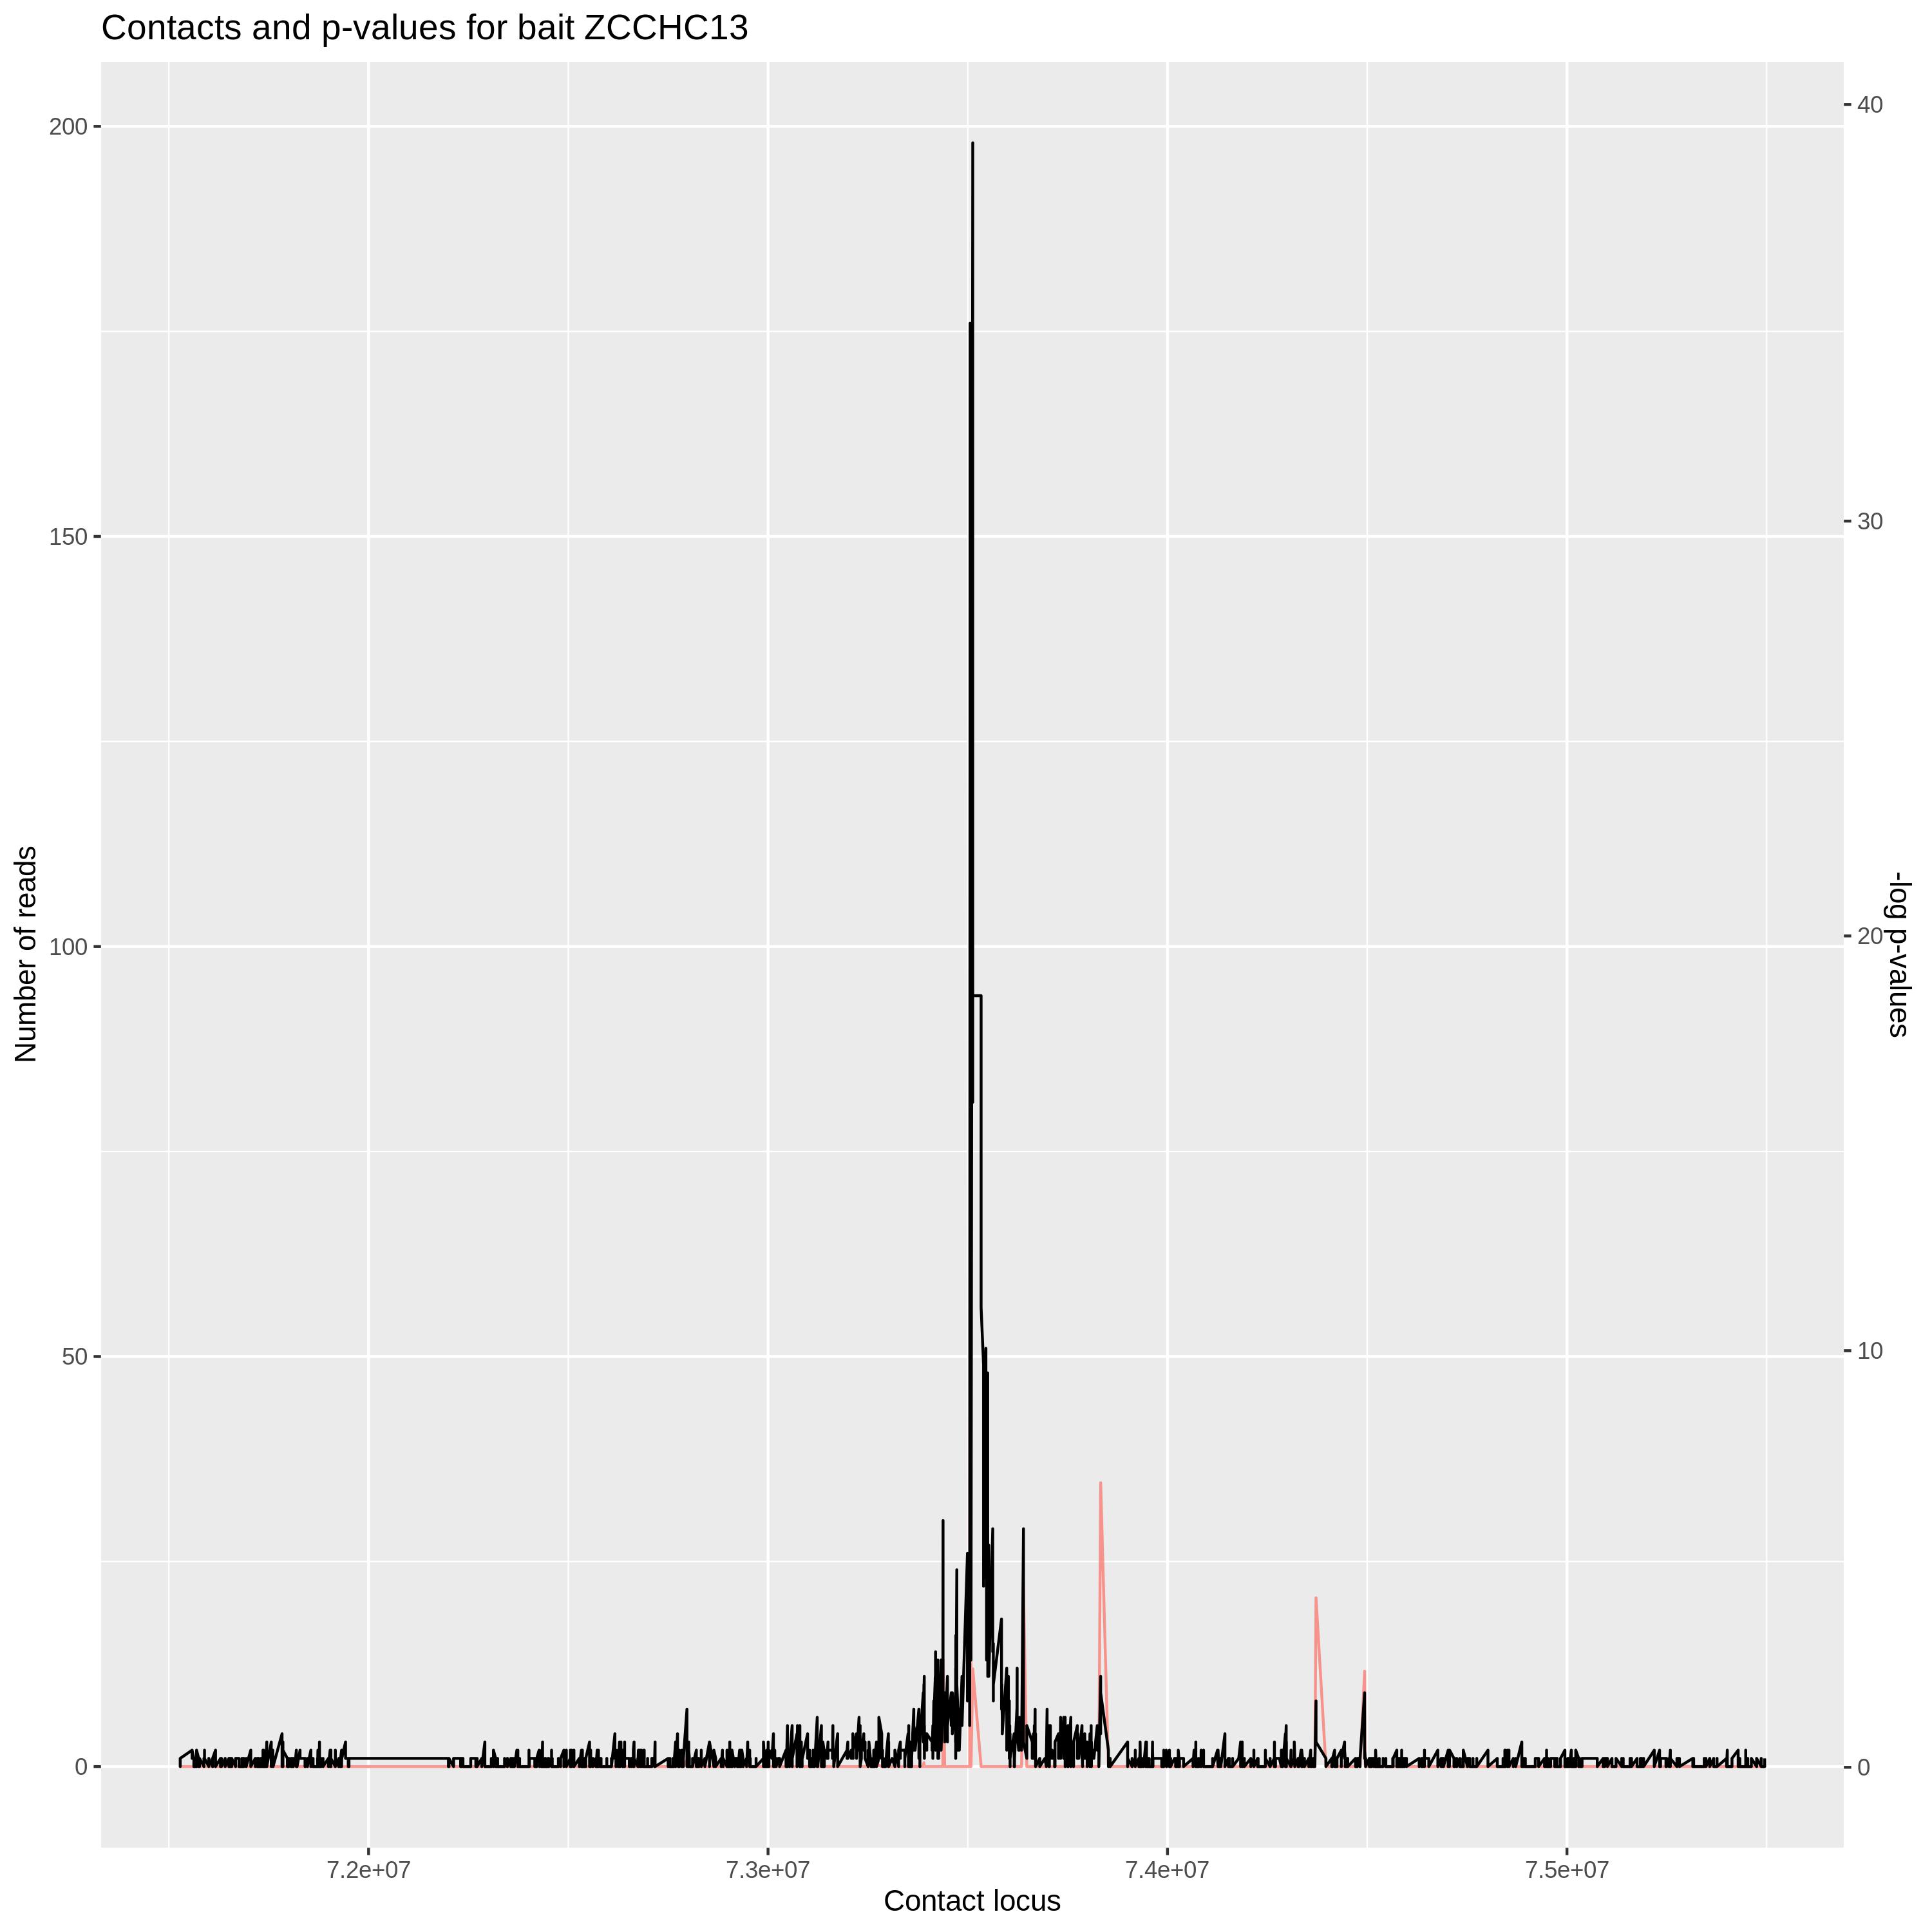 Contacts and p-values for bait ZCCHC13
200
150
100
50
0
Number of reads
40
30
20
10
0
-log p-values
7.2e+07
7.3e+07
7.4e+07
7.5e+07
Contact locus